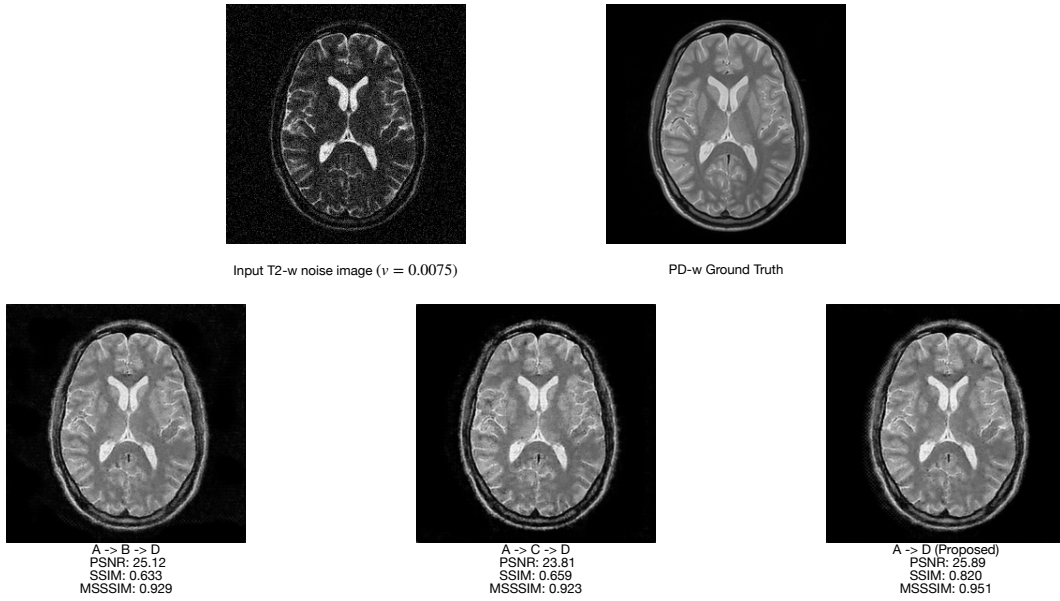 Input T2-w noise image (v = 0.0075)
PD-w Ground Truth
A -> B -> D
PSNR: 25.12
SSIM: 0.633
MSSSIM: 0.929
A -> C -> D
PSNR: 23.81
SSIM: 0.659
MSSSIM: 0.923
A -> D (Proposed)
PSNR: 25.89
SSIM: 0.820
MSSSIM: 0.951